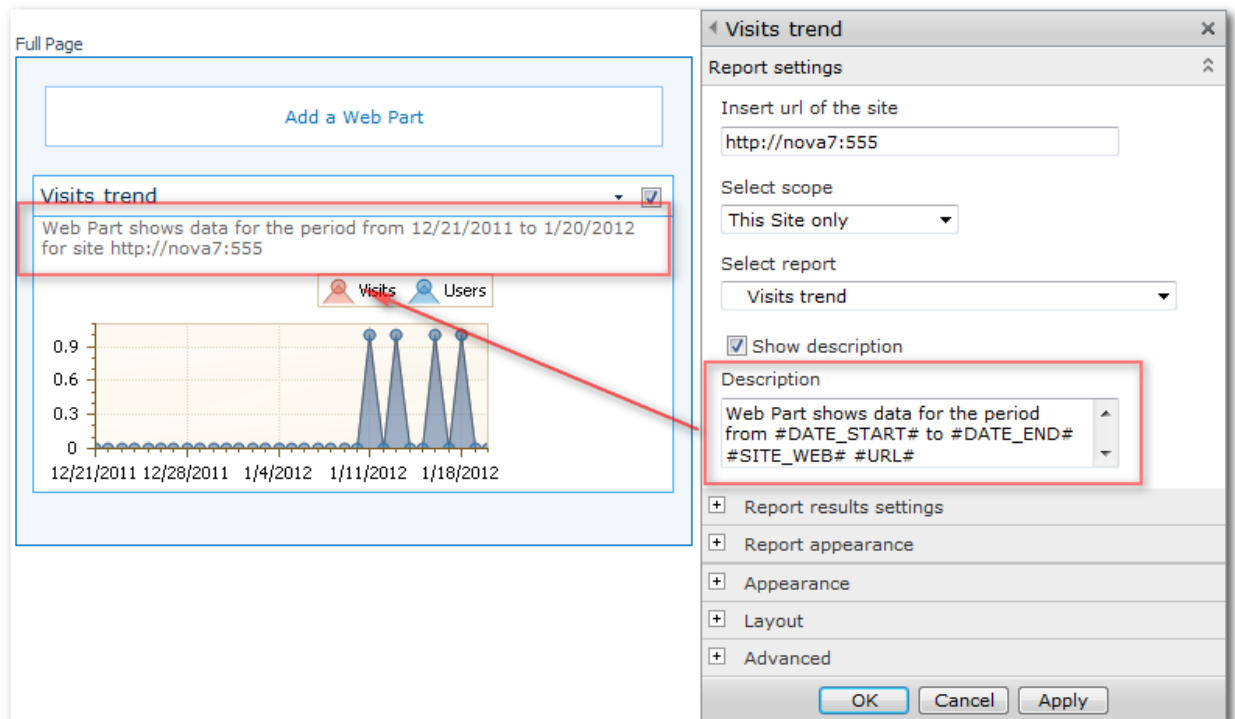 Full Page
Add a Web Part
Visits trend
Web Part shows data for the period from 12/21/2011 to 1/20/2012
for site http://nova7:555
Visits Users
0.9
0.6
0.3
0
12/21/2011 12/28/2011 1/4/2012 1/11/2012 1/18/2012
Visits trend
Report settings
Insert url of the site
http://nova7:555
Select scope
This Site only
Select report
Visits trend
Show description
Description
Web Part shows data for the period
from #DATE_START# to #DATE_END#
#SITE_WEB# #URL#
Report results settings
Report appearance
Appearance
Layout
Advanced
OK Cancel Apply